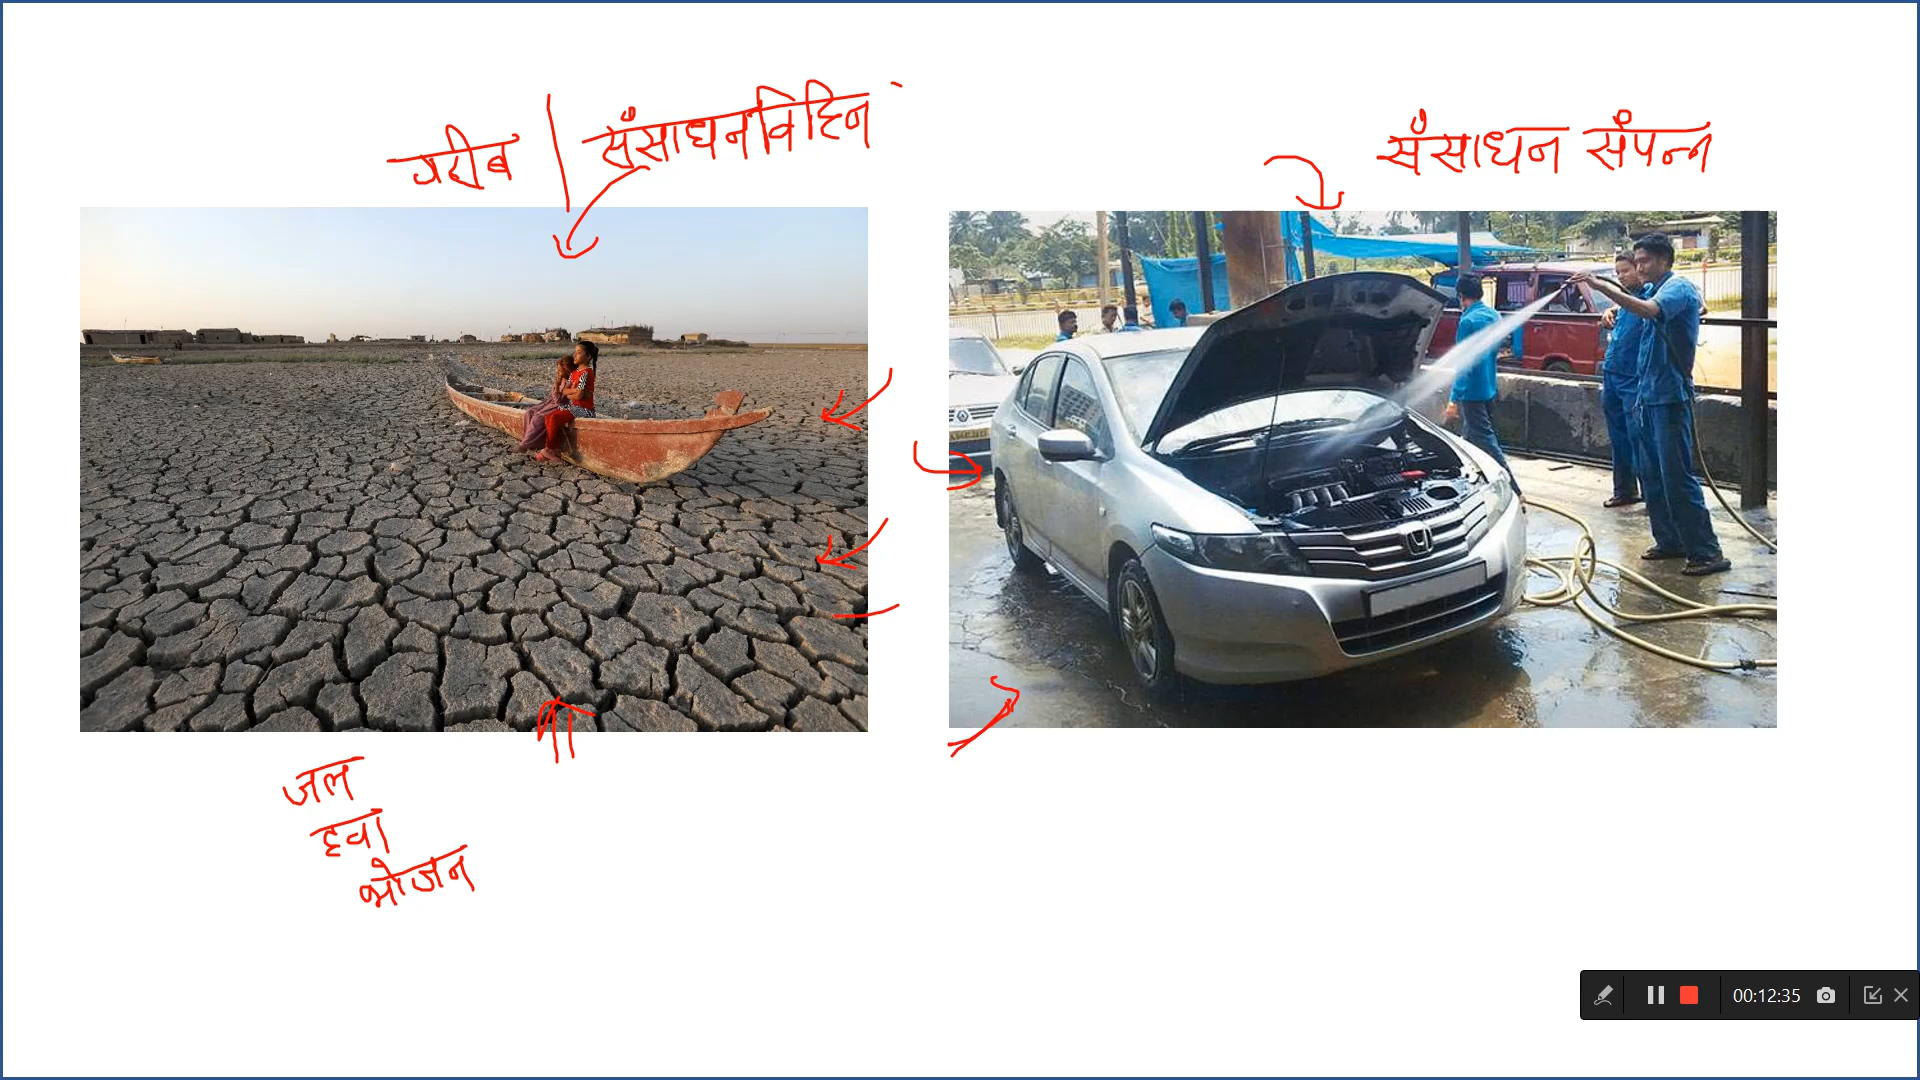 गरीब | संसाधनविहिन
संसाधन संपन्न
जल
हवा
भोजन
00:12:35